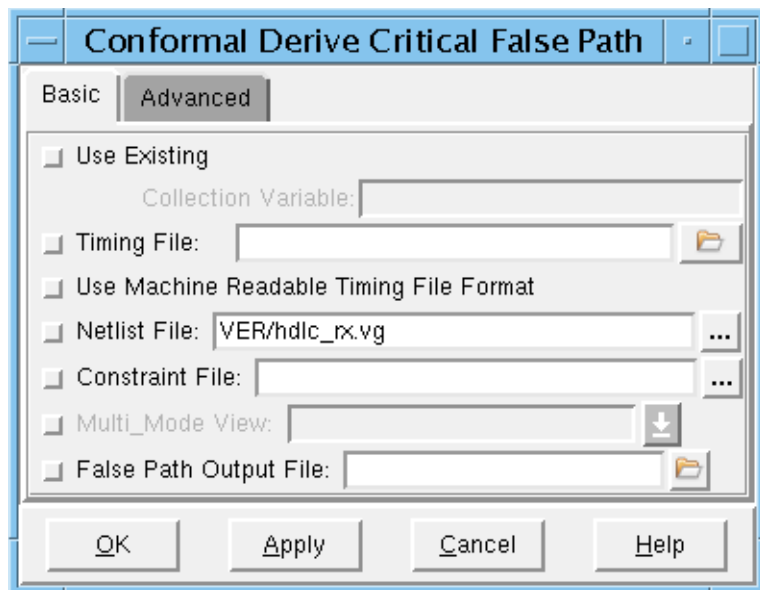 Conformal Derive Critical False Path
Basic Advanced
Use Existing
Collection Variable:
Timing File:
Use Machine Readable Timing File Format
Netlist File: VER/hdlc_rx.vg ...
Constraint File: ...
Multi_Mode View:
False Path Output File:
OK Apply Cancel Help